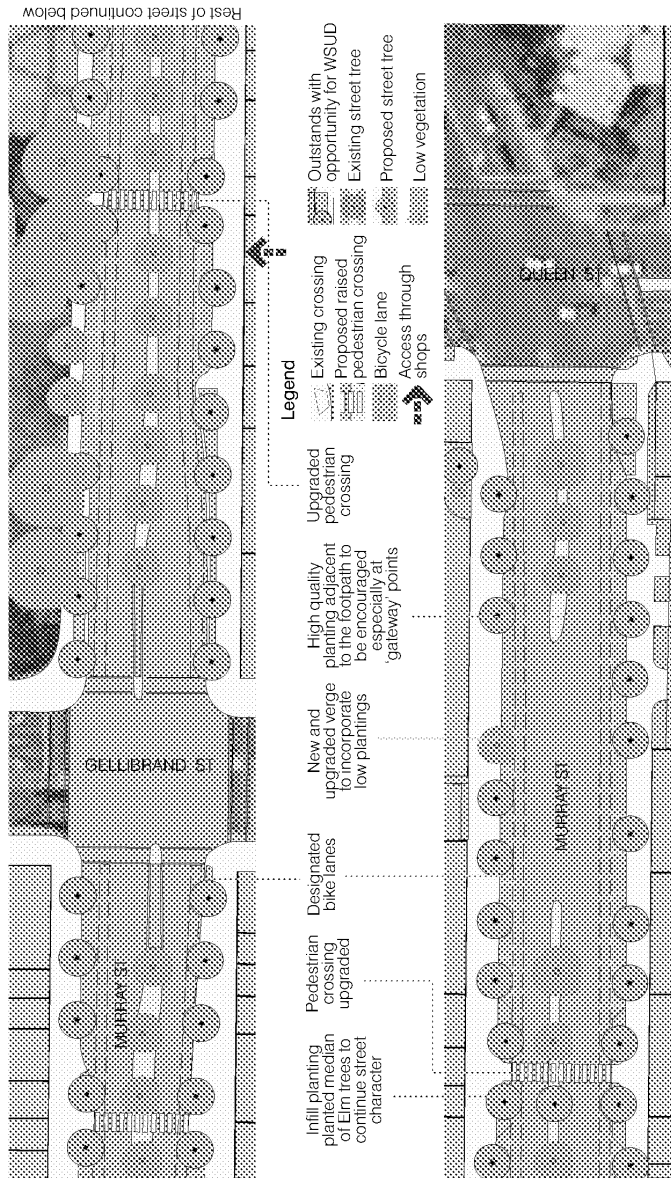 Rest of street continued below
MURRAY ST
GELLIBRAND ST
Infill planting
planted median
of Elm trees to
continue street
character
Pedestrian
crossing
upgraded
Designated
bike lanes
New and
upgraded verge
to incorporate
low plantings
High quality
planting adjacent
to the footpath to
be encouraged
especially at
'gateway' points
Upgraded
pedestrian
crossing
Legend
Existing crossing
Proposed raised
pedestrian crossing
Bicycle lane
Access through
shops
Outstands with
opportunity for WSUD
Existing street tree
Proposed street tree
Low vegetation
MURRAY ST
QUEEN ST